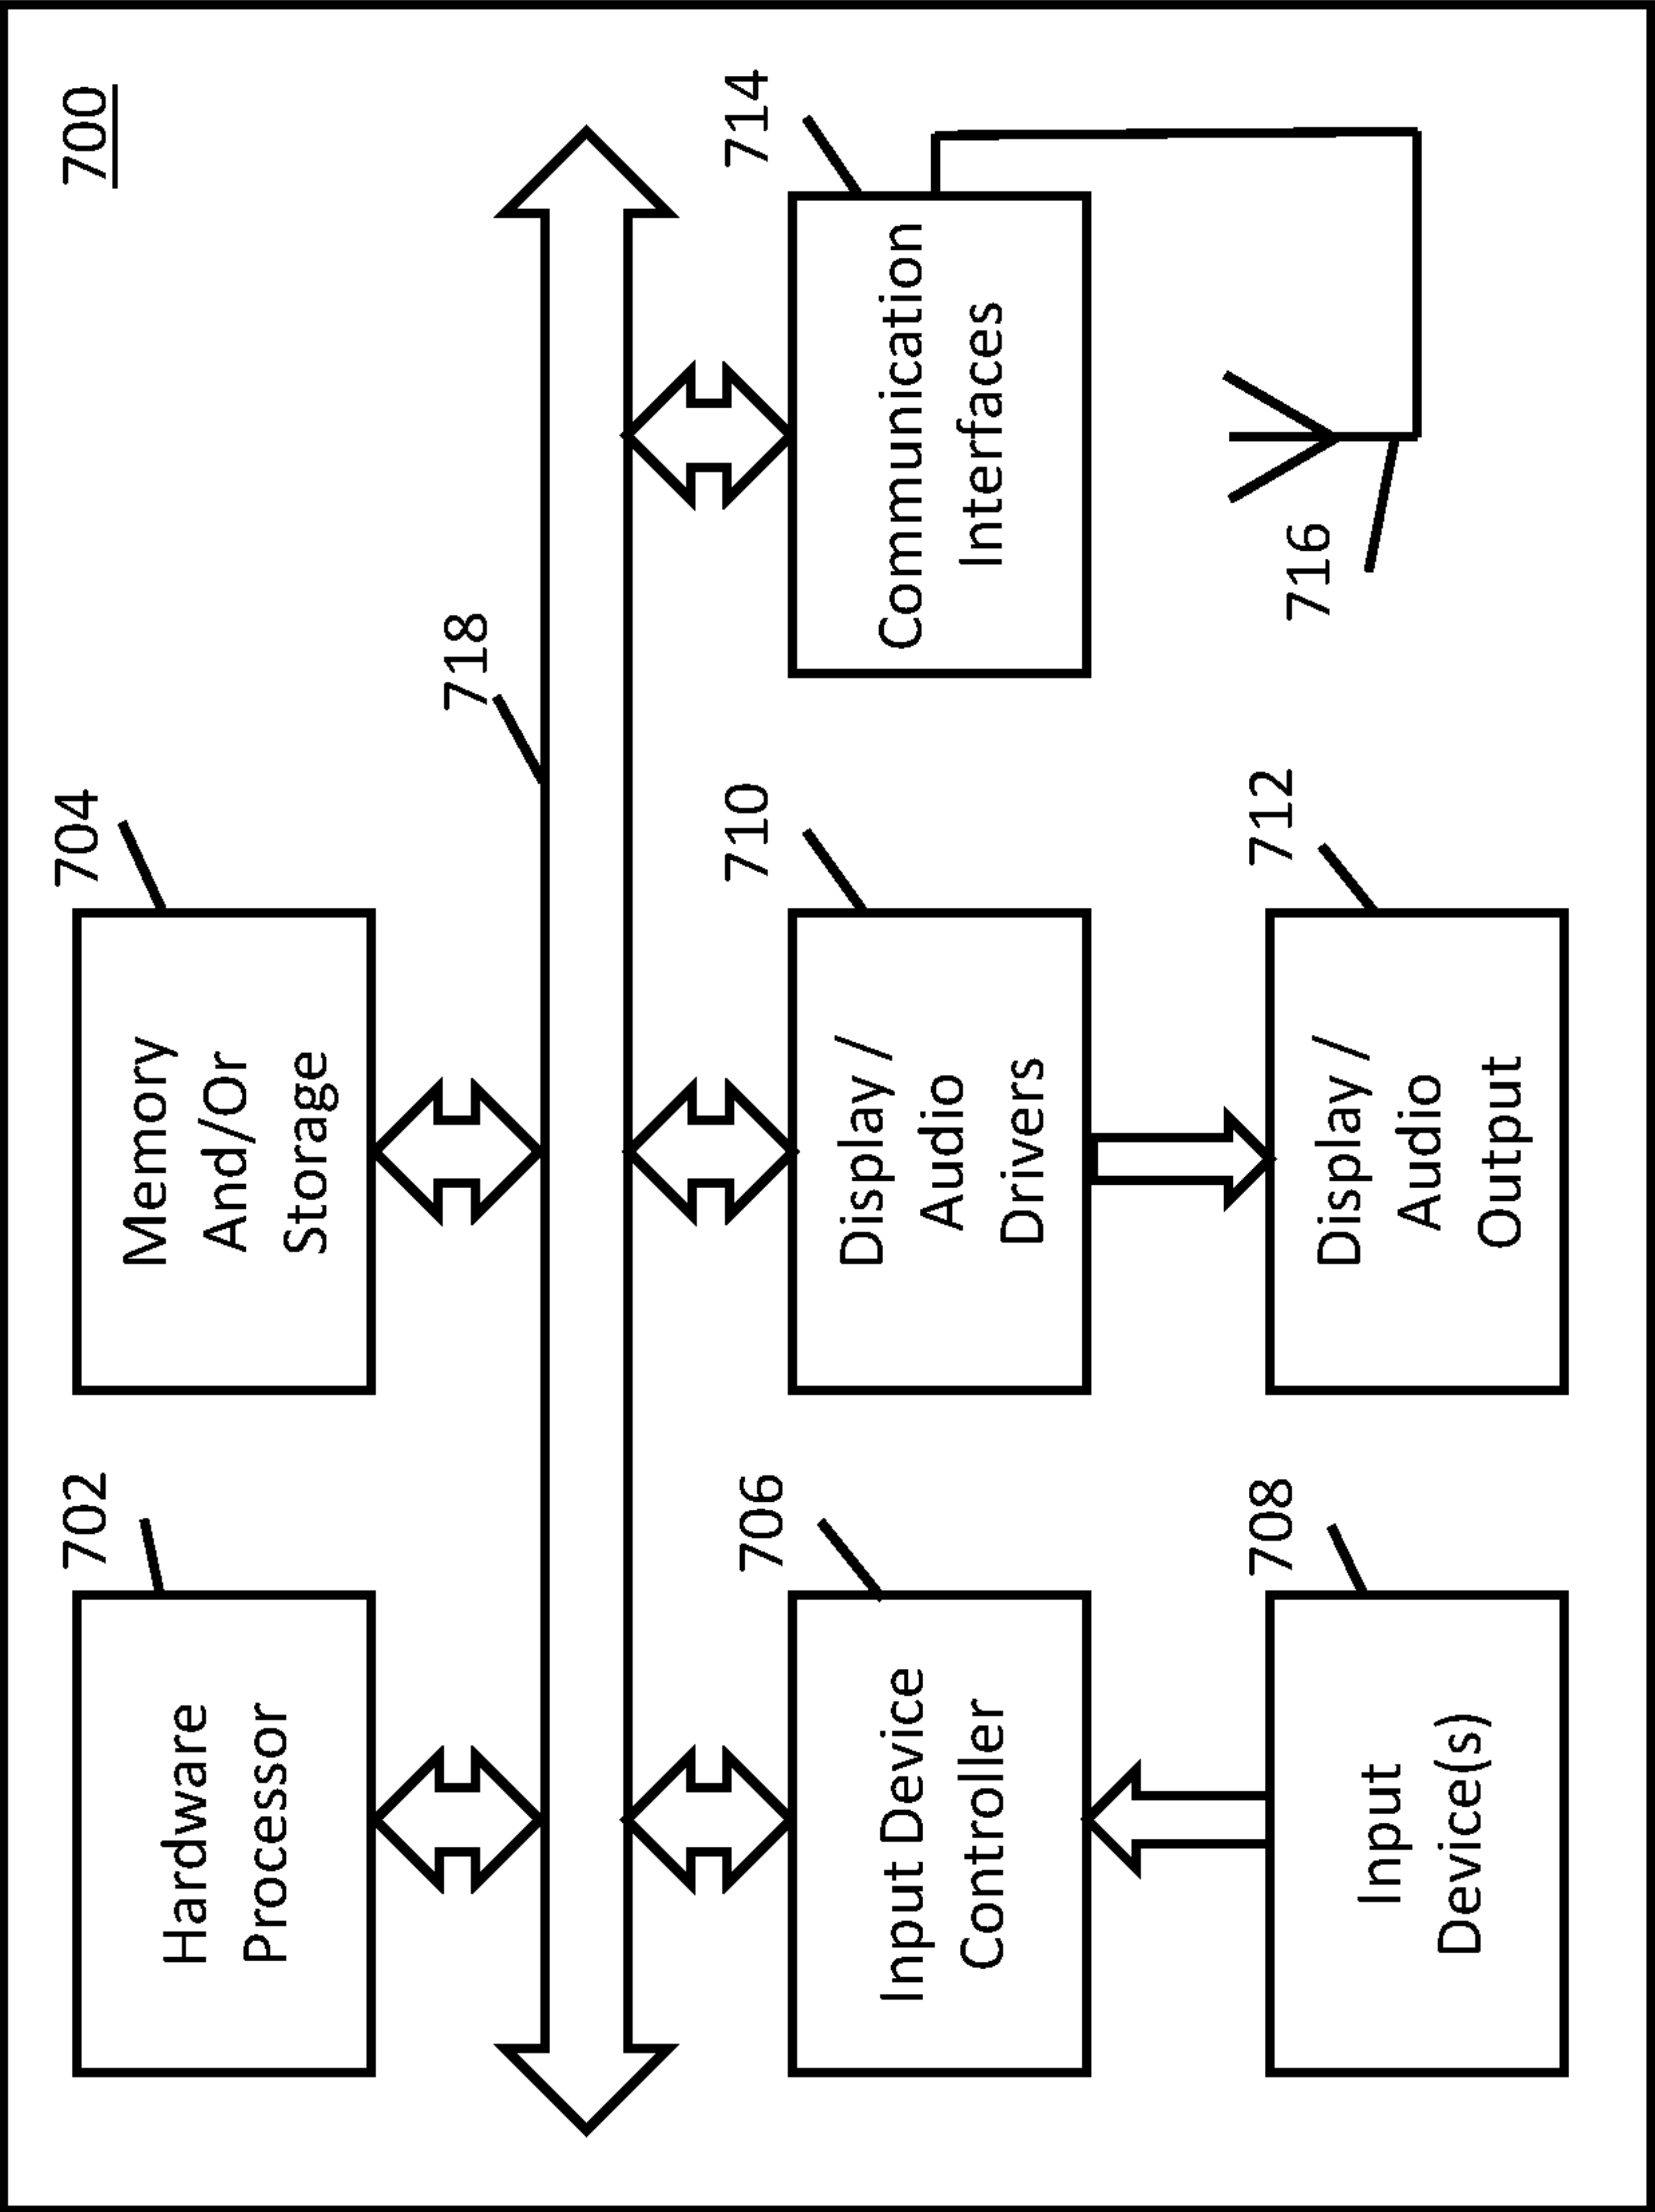 700
702
Hardware
Processor
704
Memory
And/Or
Storage
718
706
Input Device
Controller
710
Display /
Audio
Drivers
714
Communication
Interfaces
708
Input
Device(s)
712
Display /
Audio
Output
716